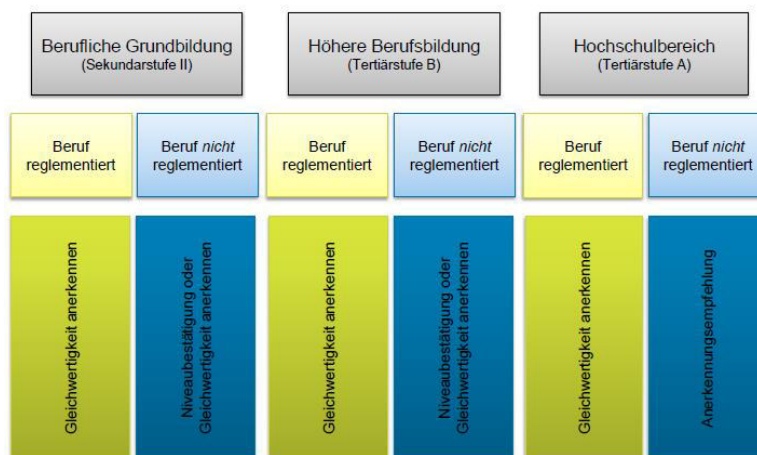 Berufliche Grundbildung
(Sekundarstufe II)
Höhere Berufsbildung
(Tertiärstufe B)
Hochschulbereich
(Tertiärstufe A)
Beruf
reglementiert
Beruf nicht
reglementiert
Beruf
reglementiert
Beruf nicht
reglementiert
Beruf
reglementiert
Beruf nicht
reglementiert
Gleichwertigkeit anerkennen
Niveaubestätigung oder
Gleichwertigkeit anerkennen
Gleichwertigkeit anerkennen
Niveaubestätigung oder
Gleichwertigkeit anerkennen
Gleichwertigkeit anerkennen
Anerkennungsempfehlung